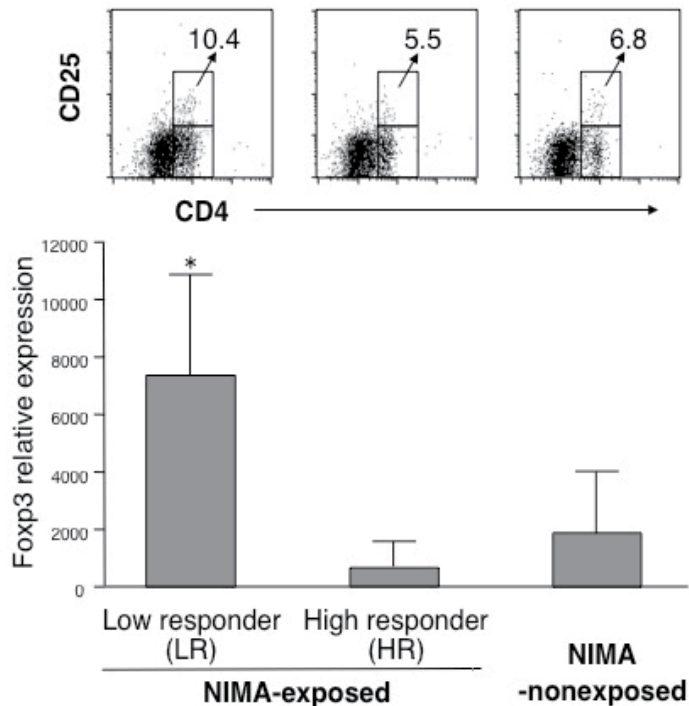 10.4
5.5
6.8
CD25
CD4
12000
10000
8000
6000
4000
2000
0
Foxp3 relative expression
*
Low responder
(LR)
High responder
(HR)
NIMA-exposed
NIMA
-nonexposed